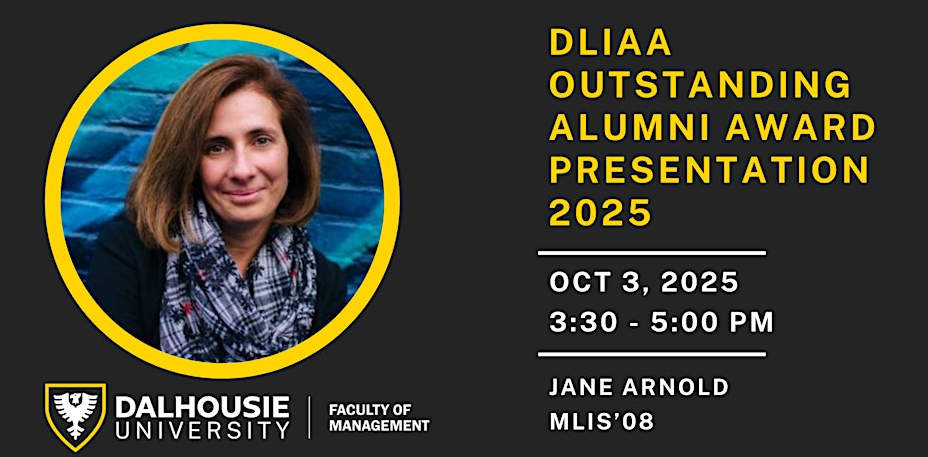 DLIAA
OUTSTANDING
ALUMNI AWARD
PRESENTATION
2025
OCT 3, 2025
3:30 - 5:00 PM
JANE ARNOLD
MLIS’08
DALHOUSIE
UNIVERSITY
FACULTY OF
MANAGEMENT